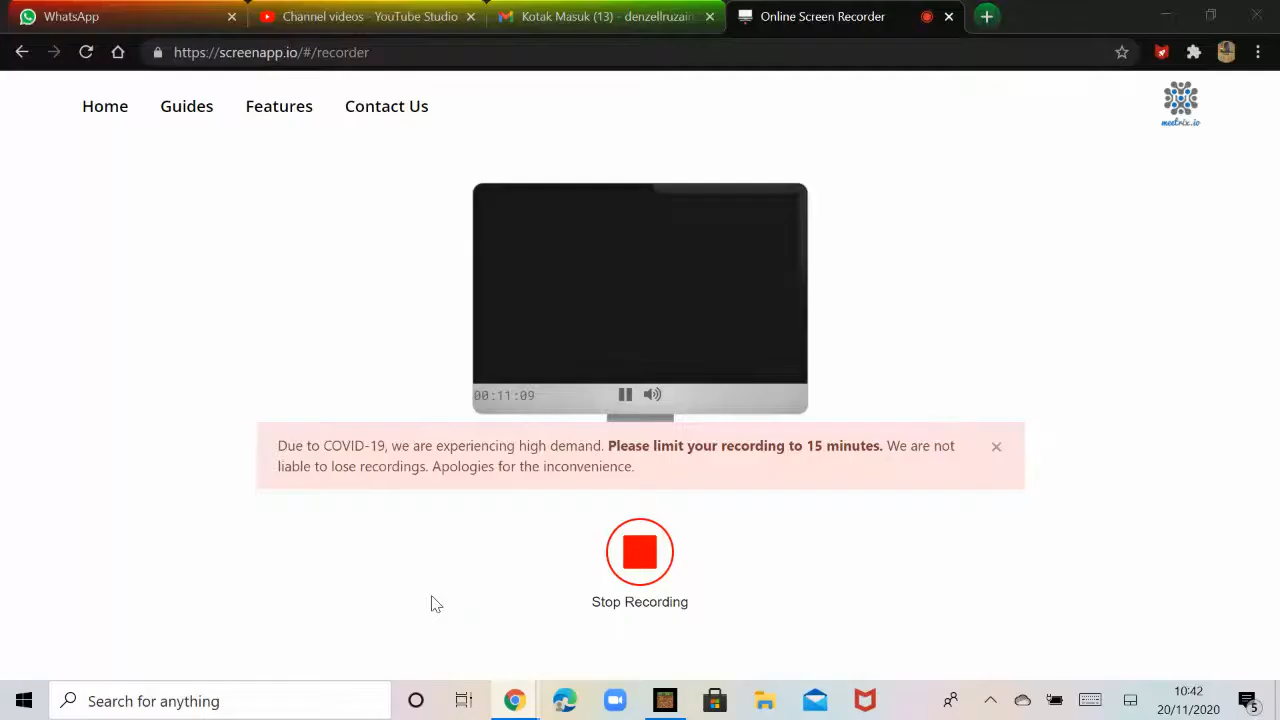 WhatsApp
Channel videos - YouTube Studio
Kotak Masuk (13) - denzellruzain
Online Screen Recorder
https://screenapp.io/#/recorder
Home
Guides
Features
Contact Us
meetrix.io
00:11:09
Due to COVID-19, we are experiencing high demand. Please limit your recording to 15 minutes. We are not
liable to lose recordings. Apologies for the inconvenience.
Stop Recording
Search for anything
10:42
20/11/2020
5